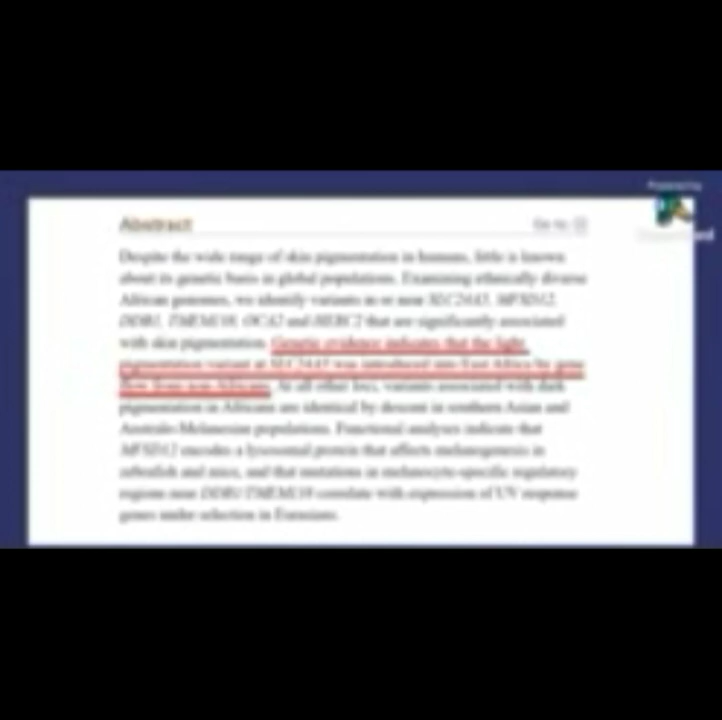 Powered by
Abstract
Go to:
Despite the wide range of skin pigmentation in humans, little is known
about its genetic basis in global populations. Examining ethnically diverse
African genomes, we identify variants in or near SLC24A5, MFSD12,
DDB1, TMEM138, OCA2 and HERC2 that are significantly associated
with skin pigmentation. Genetic evidence indicates that the light
pigmentation variant at SLC24A5 was introduced into East Africa by gene
flow from non-Africans. At all other loci, variants associated with dark
pigmentation in Africans are identical by descent in southern Asian and
Australo-Melanesian populations. Functional analyses indicate that
MFSD12 encodes a lysosomal protein that affects melanogenesis in
zebrafish and mice, and that mutations in melanocyte-specific regulatory
regions near DDB1/TMEM138 correlate with expression of UV response
genes under selection in Eurasians.